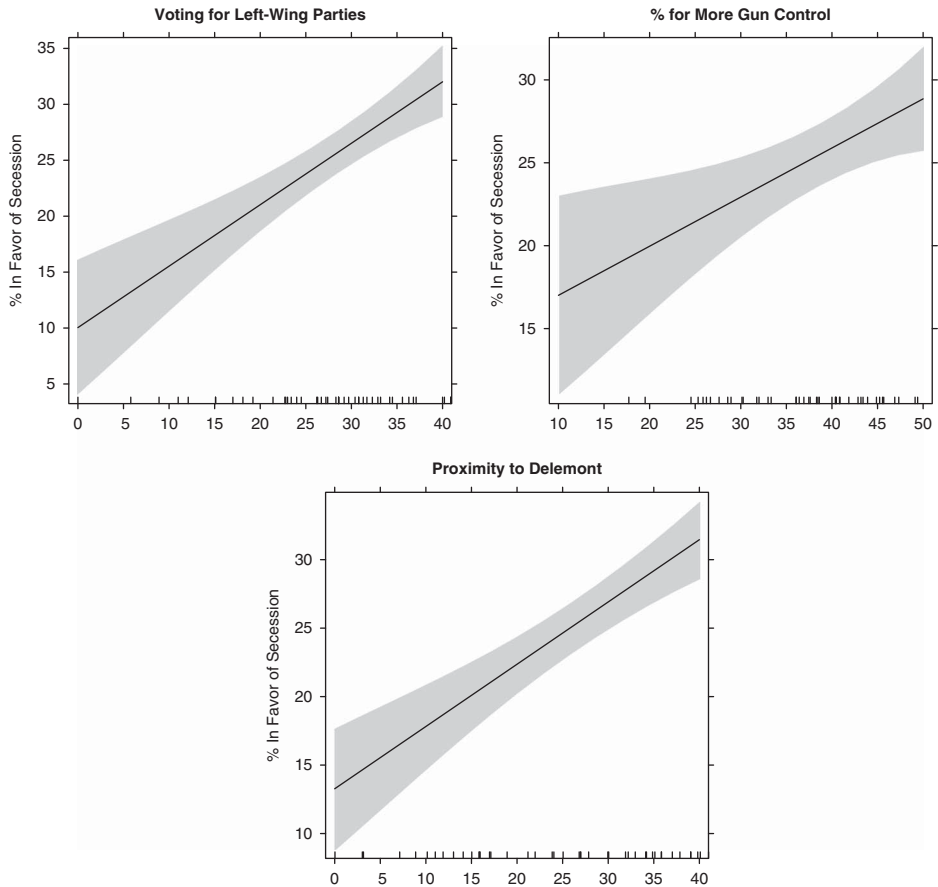 Voting for Left-Wing Parties
% In Favor of Secession
35
30
25
20
15
10
5
0 5 10 15 20 25 30 35 40
% for More Gun Control
% In Favor of Secession
30
25
20
15
10 15 20 25 30 35 40 45 50
Proximity to Delemont
% In Favor of Secession
30
25
20
15
10
0 5 10 15 20 25 30 35 40